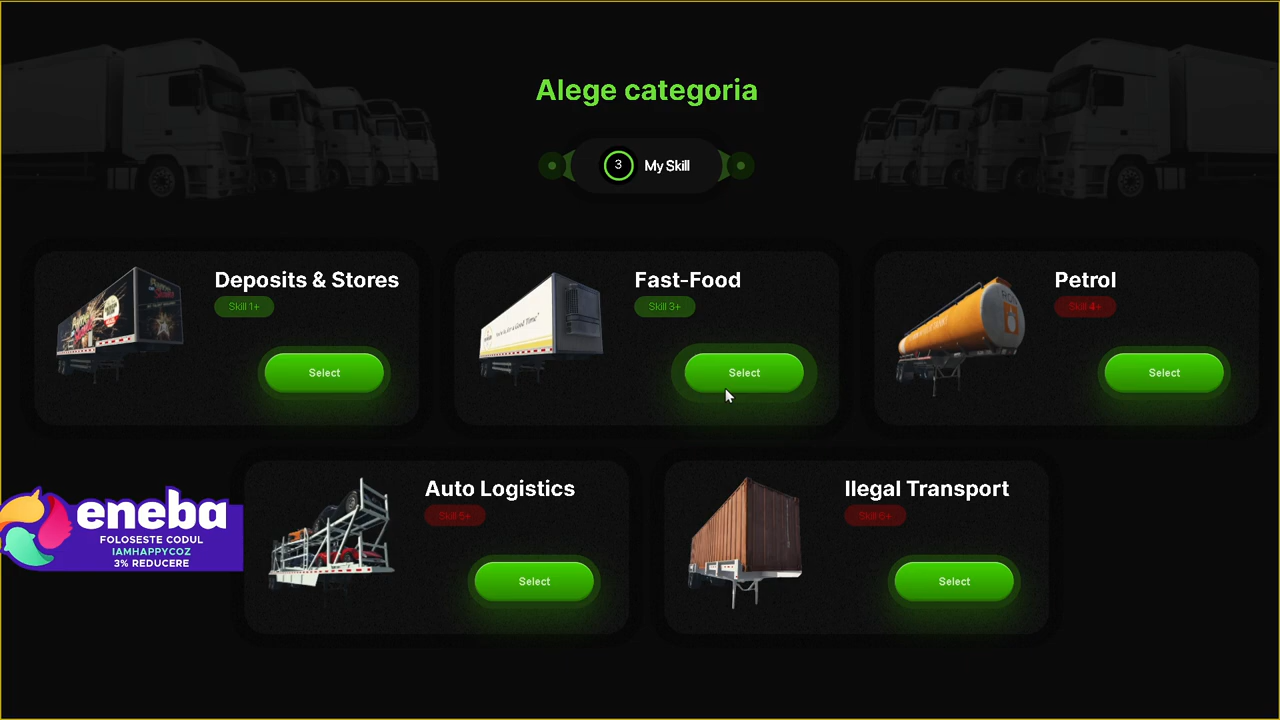 Alege categoria
3 My Skill
Deposits & Stores
Skill 1+
Select
Fast-Food
Skill 3+
Select
Petrol
Skill 4+
Select
Auto Logistics
Skill 5+
Select
Ilegal Transport
Skill 6+
Select
eneba
FOLOSESTE CODUL
IAMHAPPYCOZ
3% REDUCERE